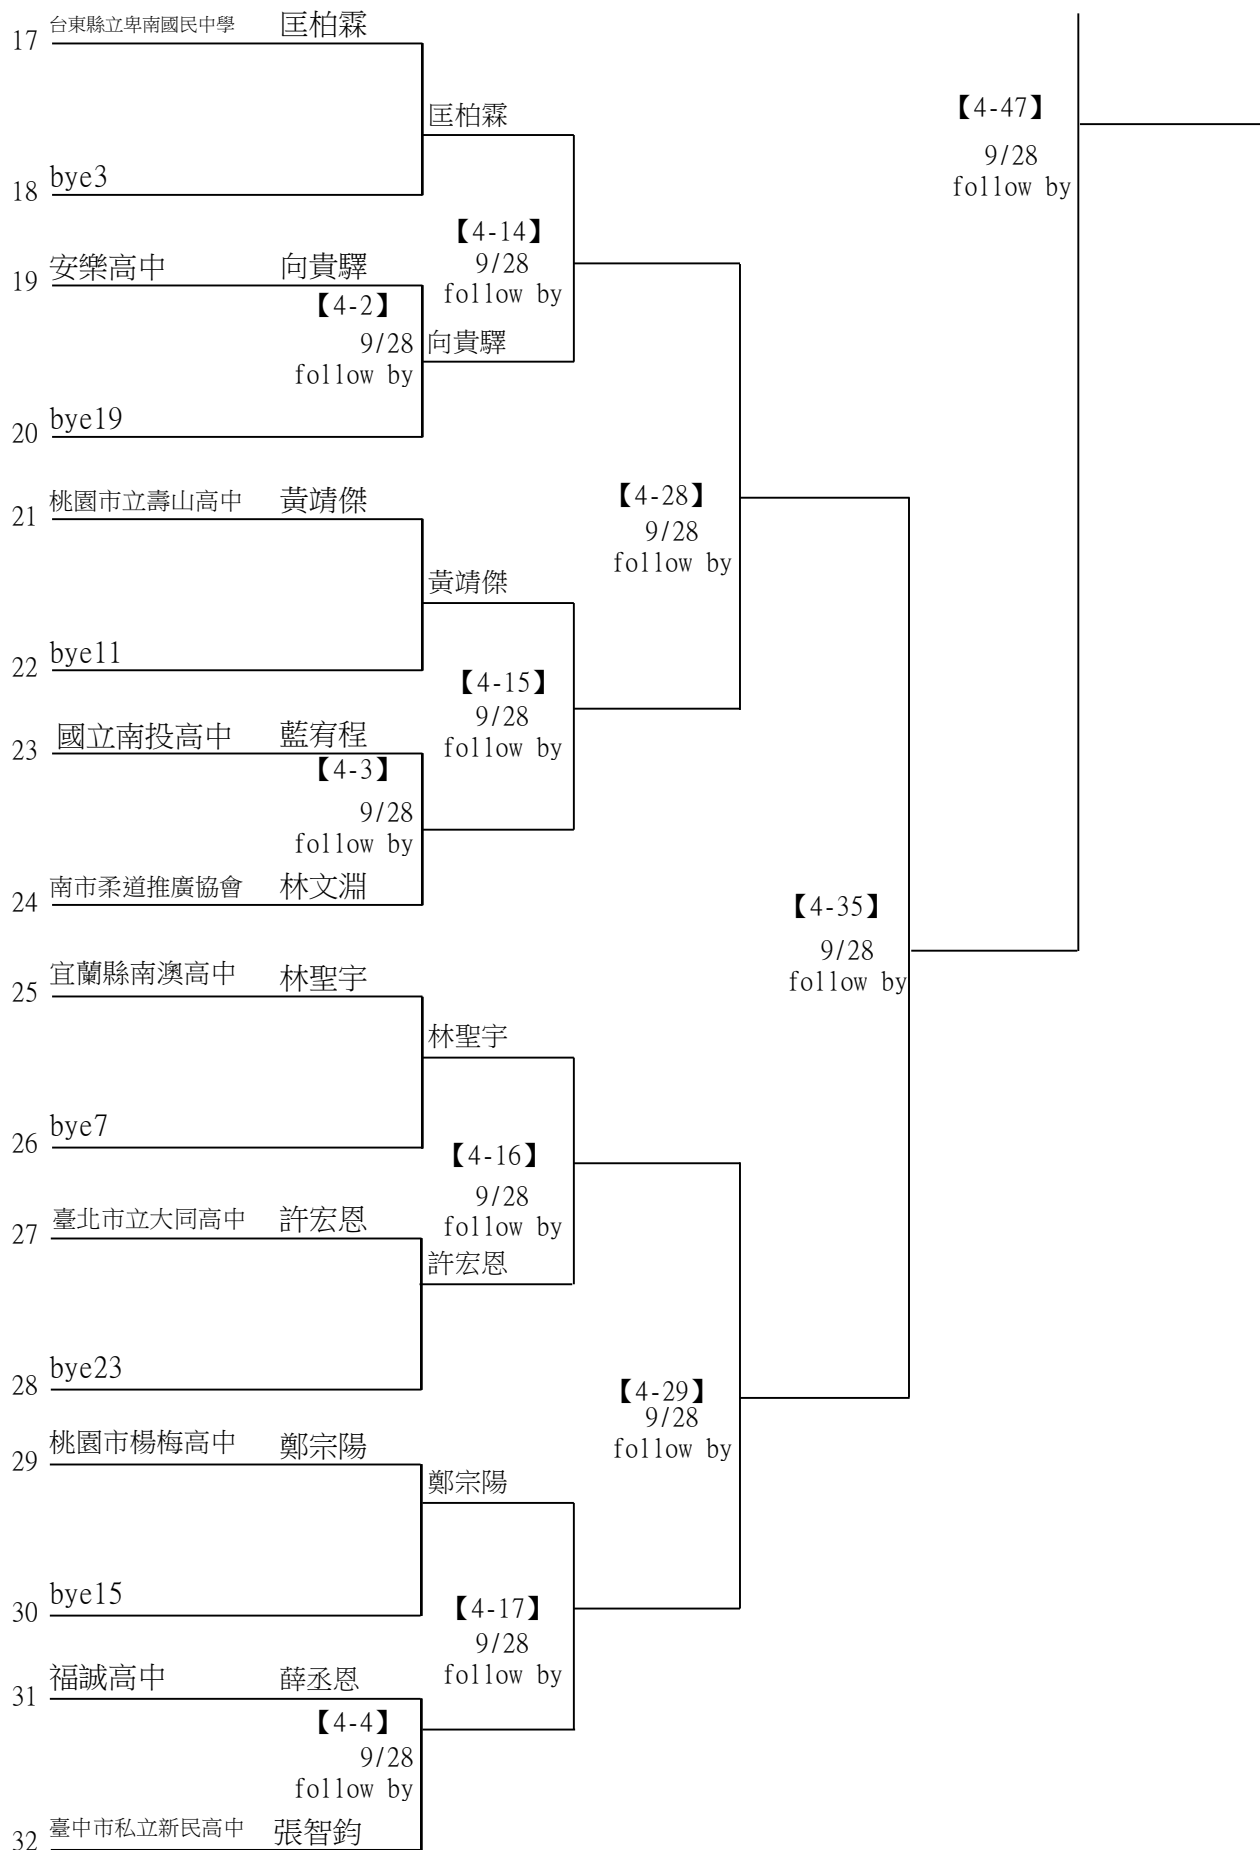 17 台東縣立卑南國民中學 匡柏霖
匡柏霖
18 bye3
【4-14】
9/28
follow by
19 安樂高中 向貴驛
【4-2】
9/28
follow by
向貴驛
20 bye19
【4-47】
9/28
follow by
21 桃園市立壽山高中 黃靖傑
黃靖傑
22 bye11
【4-28】
9/28
follow by
【4-15】
9/28
follow by
23 國立南投高中 藍宥程
【4-3】
9/28
follow by
24 南市柔道推廣協會 林文淵
【4-35】
9/28
follow by
25 宜蘭縣南澳高中 林聖宇
林聖宇
26 bye7
【4-16】
9/28
follow by
27 臺北市立大同高中 許宏恩
許宏恩
28 bye23
【4-29】
9/28
follow by
29 桃園市楊梅高中 鄭宗陽
鄭宗陽
30 bye15
【4-17】
9/28
follow by
31 福誠高中 薛丞恩
【4-4】
9/28
follow by
32 臺中市私立新民高中 張智鈞